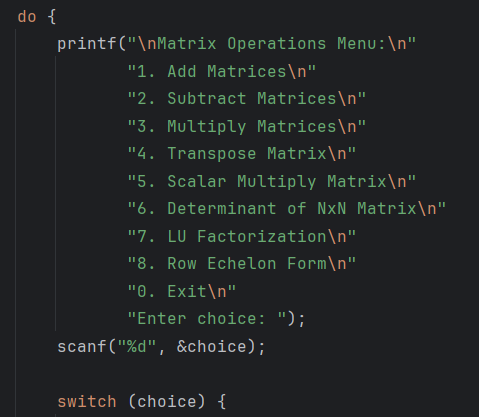 do {
printf("\nMatrix Operations Menu:\n"
"1. Add Matrices\n"
"2. Subtract Matrices\n"
"3. Multiply Matrices\n"
"4. Transpose Matrix\n"
"5. Scalar Multiply Matrix\n"
"6. Determinant of NxN Matrix\n"
"7. LU Factorization\n"
"8. Row Echelon Form\n"
"0. Exit\n"
"Enter choice: ");
scanf("%d", &choice);
switch (choice) {